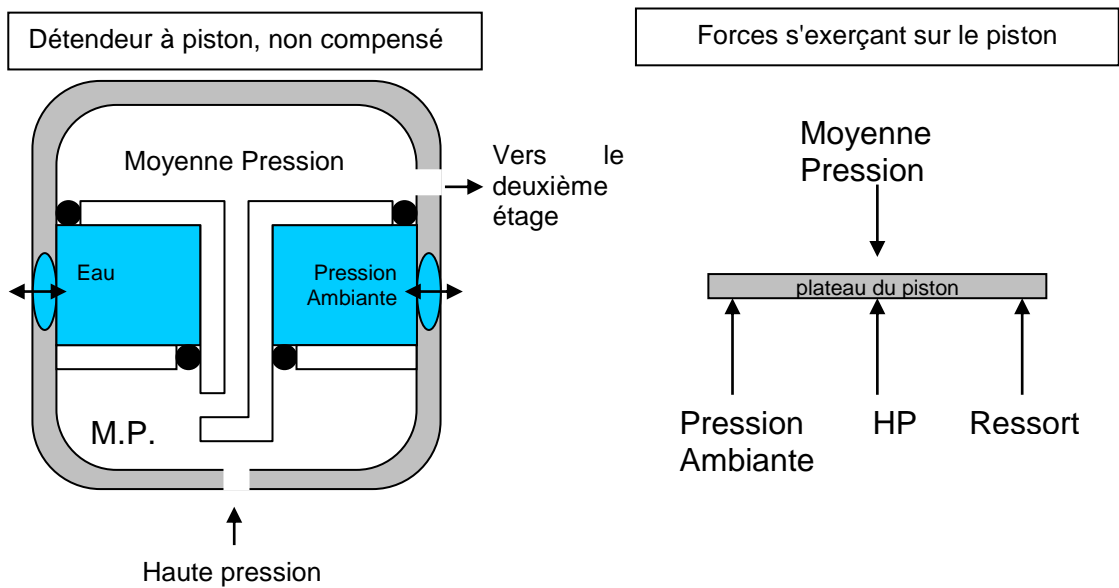 Détendeur à piston, non compensé
Forces s'exerçant sur le piston
Moyenne Pression
Vers le
deuxième
étage
Eau
Pression
Ambiante
M.P.
Haute pression
Moyenne
Pression
plateau du piston
Pression
Ambiante
HP
Ressort